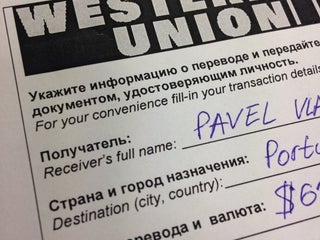 WESTERN
UNION
Укажите информацию о переводе и передайте
документом, удостоверяющим личность.
For your convenience fill-in your transaction details
Получатель:
Receiver's full name: PAVEL
Страна и город назначения:
Destination (city, country):
и валюта: $